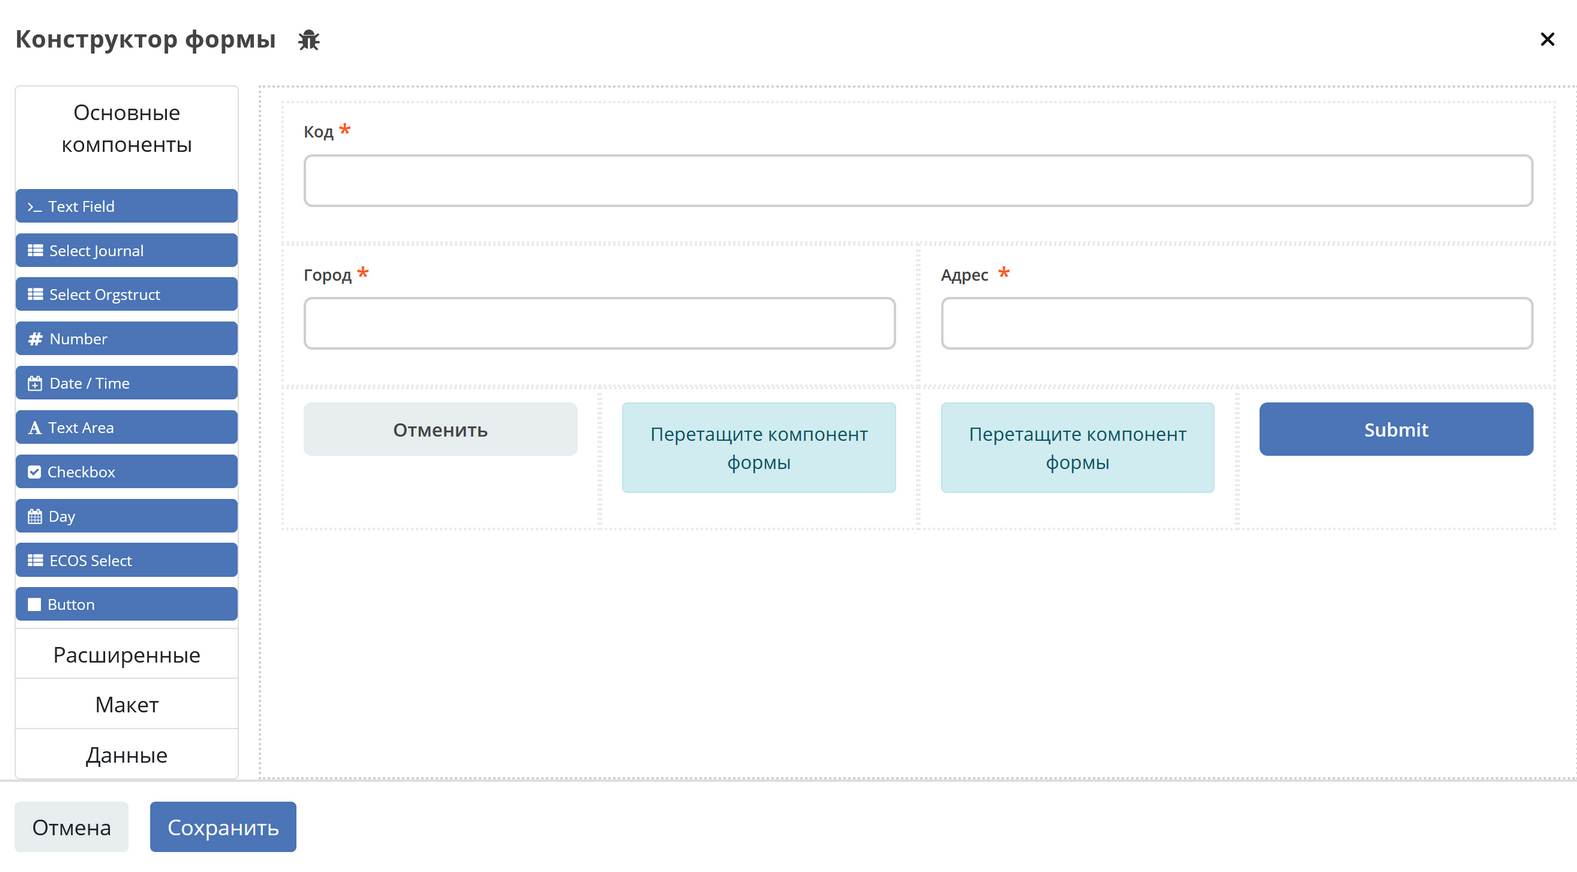 Конструктор формы
Основные
компоненты
Text Field
Select Journal
Select Orgstruct
Number
Date / Time
Text Area
Checkbox
Day
ECOS Select
Button
Расширенные
Макет
Данные
Код *
Город *
Адрес *
Отменить
Перетащите компонент
формы
Перетащите компонент
формы
Submit
Отмена
Сохранить